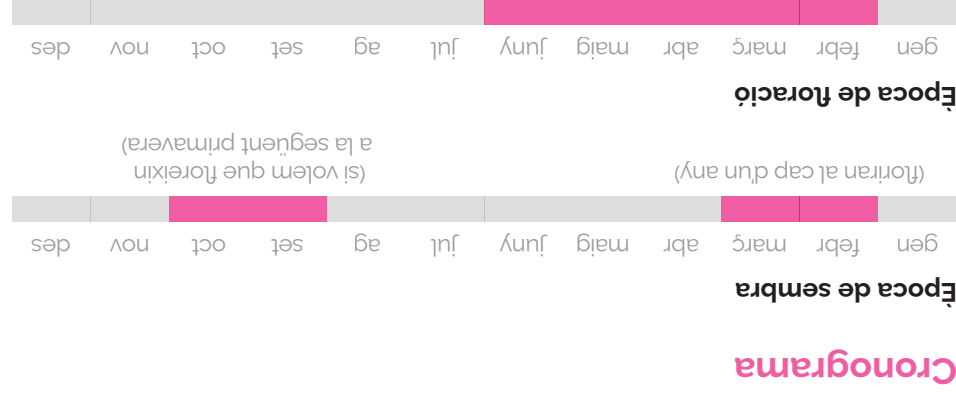 Cronograma
Època de sembra
gen febr març abr maig juny jul ag set oct nov des
(floriran al cap d'un any)
(si volem que floreixin
a la següent primavera)
Època de floració
gen febr març abr maig juny jul ag set oct nov des